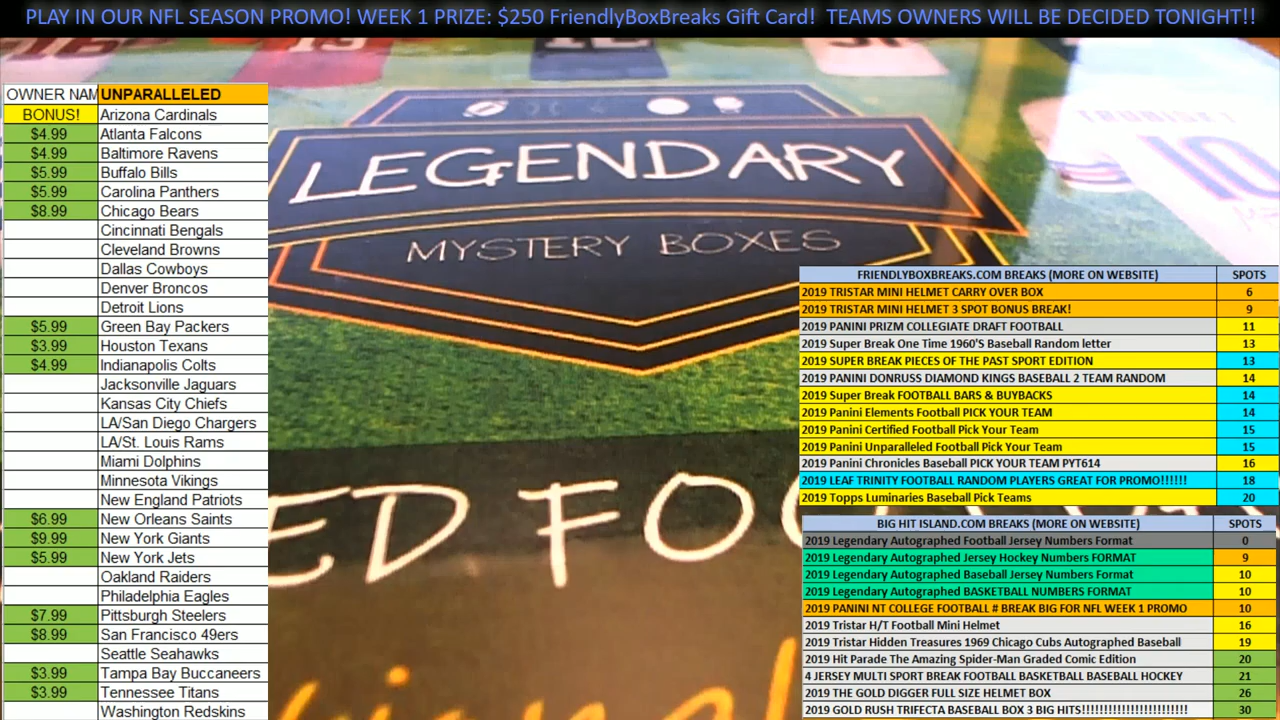 PLAY IN OUR NFL SEASON PROMO! WEEK 1 PRIZE: $250 FriendlyBoxBreaks Gift Card! TEAMS OWNERS WILL BE DECIDED TONIGHT!!
OWNER NAM UNPARALLELED
BONUS! Arizona Cardinals
$4.99 Atlanta Falcons
$4.99 Baltimore Ravens
$5.99 Buffalo Bills
$5.99 Carolina Panthers
$8.99 Chicago Bears
Cincinnati Bengals
Cleveland Browns
Dallas Cowboys
Denver Broncos
Detroit Lions
$5.99 Green Bay Packers
$3.99 Houston Texans
$4.99 Indianapolis Colts
Jacksonville Jaguars
Kansas City Chiefs
LA/San Diego Chargers
LA/St. Louis Rams
Miami Dolphins
Minnesota Vikings
New England Patriots
$6.99 New Orleans Saints
$9.99 New York Giants
$5.99 New York Jets
Oakland Raiders
Philadelphia Eagles
$7.99 Pittsburgh Steelers
$8.99 San Francisco 49ers
Seattle Seahawks
$3.99 Tampa Bay Buccaneers
$3.99 Tennessee Titans
Washington Redskins
LEGENDARY
MYSTERY BOXES
ED FO
10
FRIENDLYBOXBREAKS.COM BREAKS (MORE ON WEBSITE) SPOTS
2019 TRISTAR MINI HELMET CARRY OVER BOX 6
2019 TRISTAR MINI HELMET 3 SPOT BONUS BREAK! 9
2019 PANINI PRIZM COLLEGIATE DRAFT FOOTBALL 11
2019 Super Break One Time 1960'S Baseball Random letter 13
2019 SUPER BREAK PIECES OF THE PAST SPORT EDITION 13
2019 PANINI DONRUSS DIAMOND KINGS BASEBALL 2 TEAM RANDOM 14
2019 Super Break FOOTBALL BARS & BUYBACKS 14
2019 Panini Elements Football PICK YOUR TEAM 14
2019 Panini Certified Football Pick Your Team 15
2019 Panini Unparalleled Football Pick Your Team 15
2019 Panini Chronicles Baseball PICK YOUR TEAM PYT614 16
2019 LEAF TRINITY FOOTBALL RANDOM PLAYERS GREAT FOR PROMO!!!!!! 18
2019 Topps Luminaries Baseball Pick Teams 20
BIG HIT ISLAND.COM BREAKS (MORE ON WEBSITE) SPOTS
2019 Legendary Autographed Football Jersey Numbers Format 0
2019 Legendary Autographed Jersey Hockey Numbers FORMAT 9
2019 Legendary Autographed Baseball Jersey Numbers Format 10
2019 Legendary Autographed BASKETBALL NUMBERS FORMAT 10
2019 PANINI NT COLLEGE FOOTBALL # BREAK BIG FOR NFL WEEK 1 PROMO 10
2019 Tristar H/T Football Mini Helmet 16
2019 Tristar Hidden Treasures 1969 Chicago Cubs Autographed Baseball 19
2019 Hit Parade The Amazing Spider-Man Graded Comic Edition 20
4 JERSEY MULTI SPORT BREAK FOOTBALL BASKETBALL BASEBALL HOCKEY 21
2019 THE GOLD DIGGER FULL SIZE HELMET BOX 26
2019 GOLD RUSH TRIFECTA BASEBALL BOX 3 BIG HITS!!!!!!!!!!!!!!!!!!!!!!!! 30